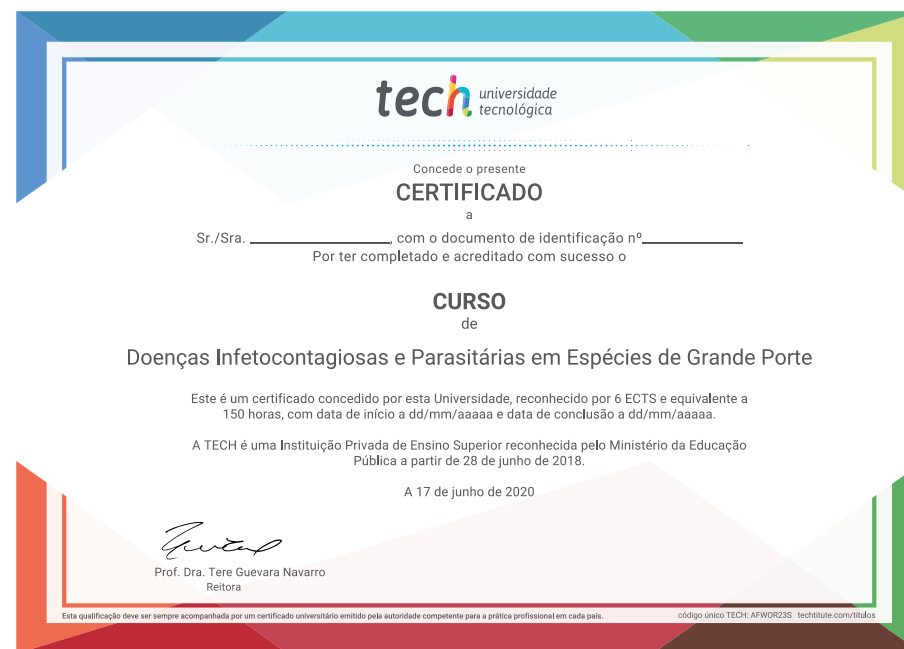 tech universidade
tecnológica
Concede o presente
CERTIFICADO
a
Sr./Sra. ________________, com o documento de identificação nº____________
Por ter completado e acreditado com sucesso o
CURSO
de
Doenças Infetocontagiosas e Parasitárias em Espécies de Grande Porte
Este é um certificado concedido por esta Universidade, reconhecido por 6 ECTS e equivalente a
150 horas, com data de início a dd/mm/aaaaa e data de conclusão a dd/mm/aaaaa.
A TECH é uma Instituição Privada de Ensino Superior reconhecida pelo Ministério da Educação
Pública a partir de 28 de junho de 2018.
A 17 de junho de 2020
Prof. Dra. Tere Guevara Navarro
Reitora
Esta qualificação deve ser sempre acompanhada por um certificado universitário emitido pela autoridade competente para a prática profissional em cada país.
código único TECH: AFWOR23S techtitute.com/titulos